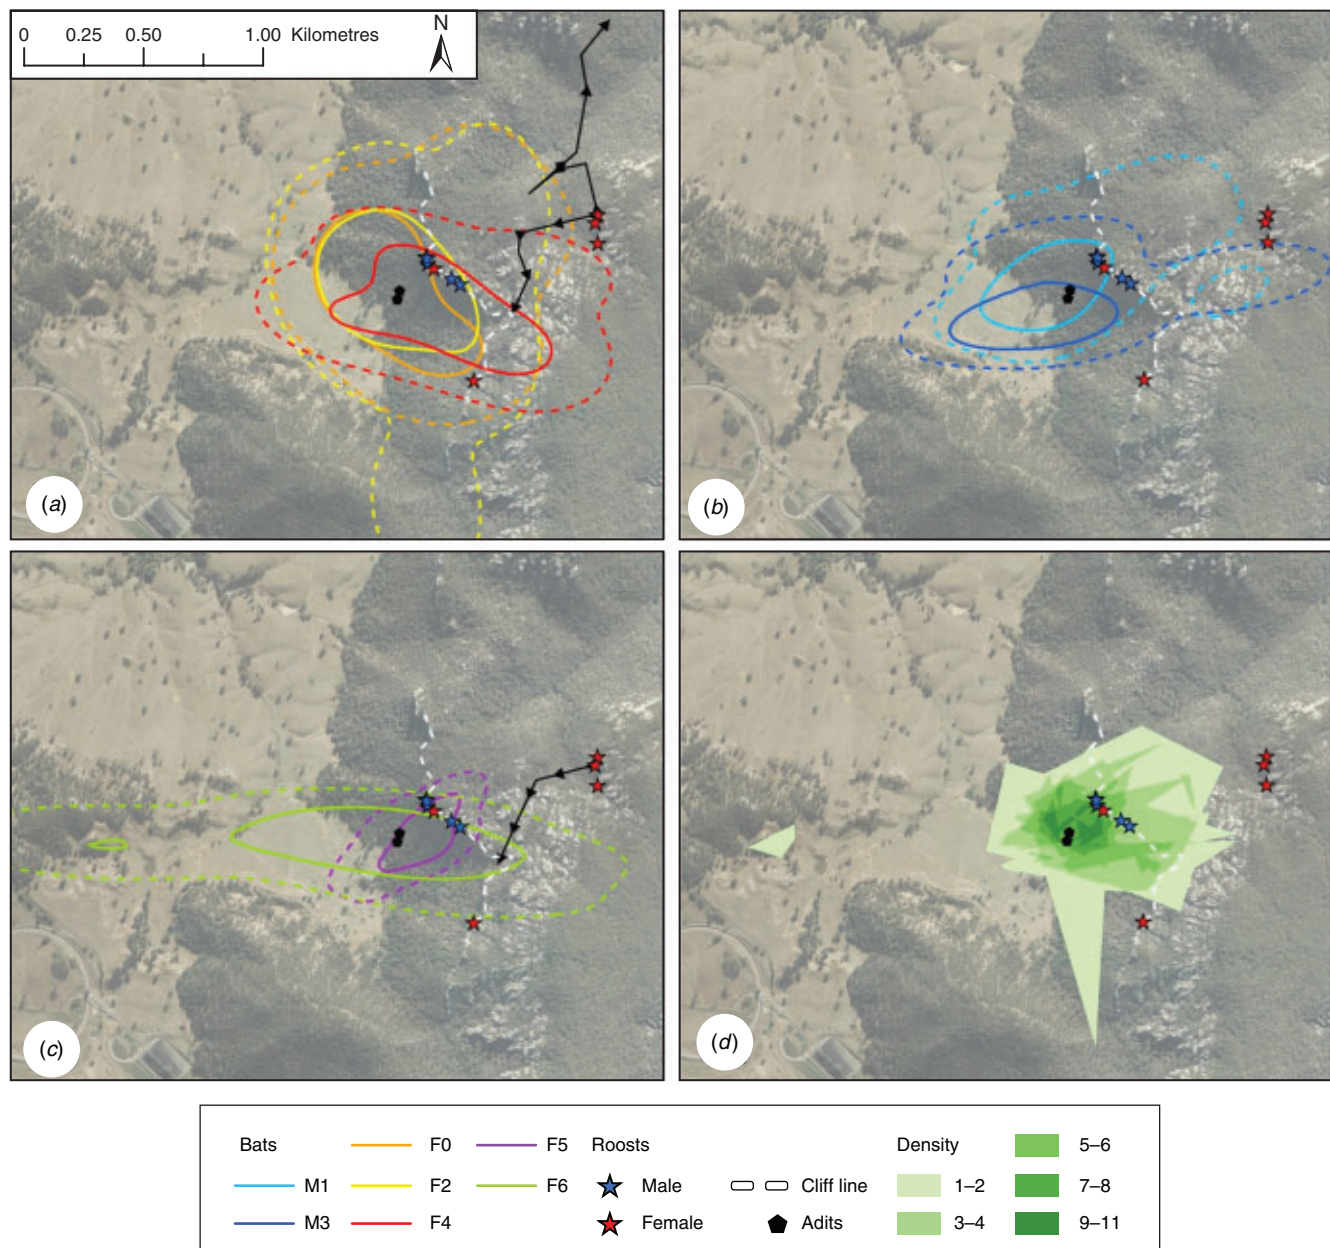 0 0.25 0.50 1.00 Kilometres
N
(a)
(b)
(c)
(d)
Bats F0 F5 Roosts Density 5–6
M1 F2 F6 Male Cliff line 1–2 7–8
M3 F4 Female Adits 3–4 9–11